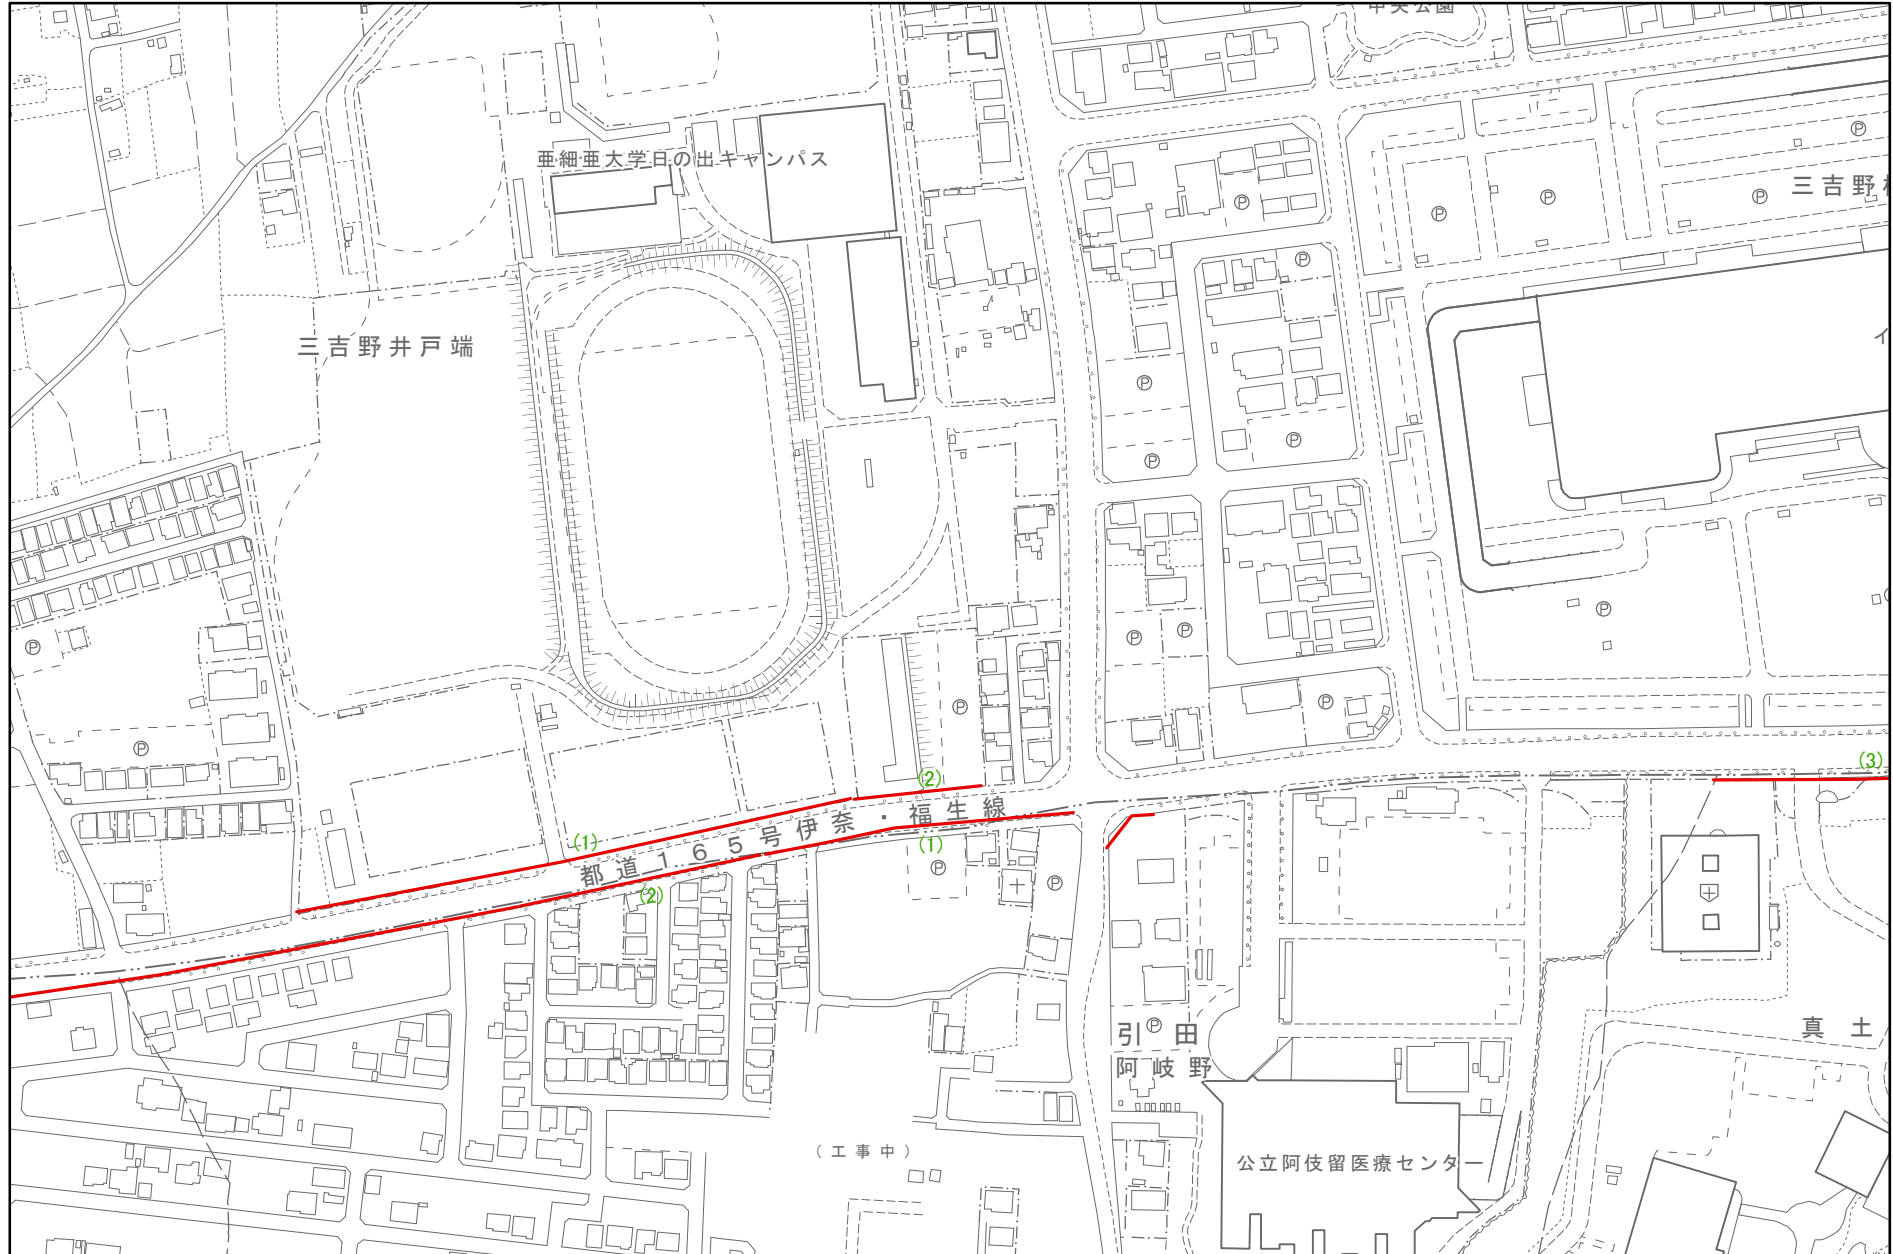 中央公園
亜細亜大学日の出キャンパス
三吉野
三吉野井戸端
イ
(3)
(2)
(1)
都道165号伊奈・福生線
(1)
(2)
引田
阿岐野
真土
(工事中)
公立阿伎留医療センター